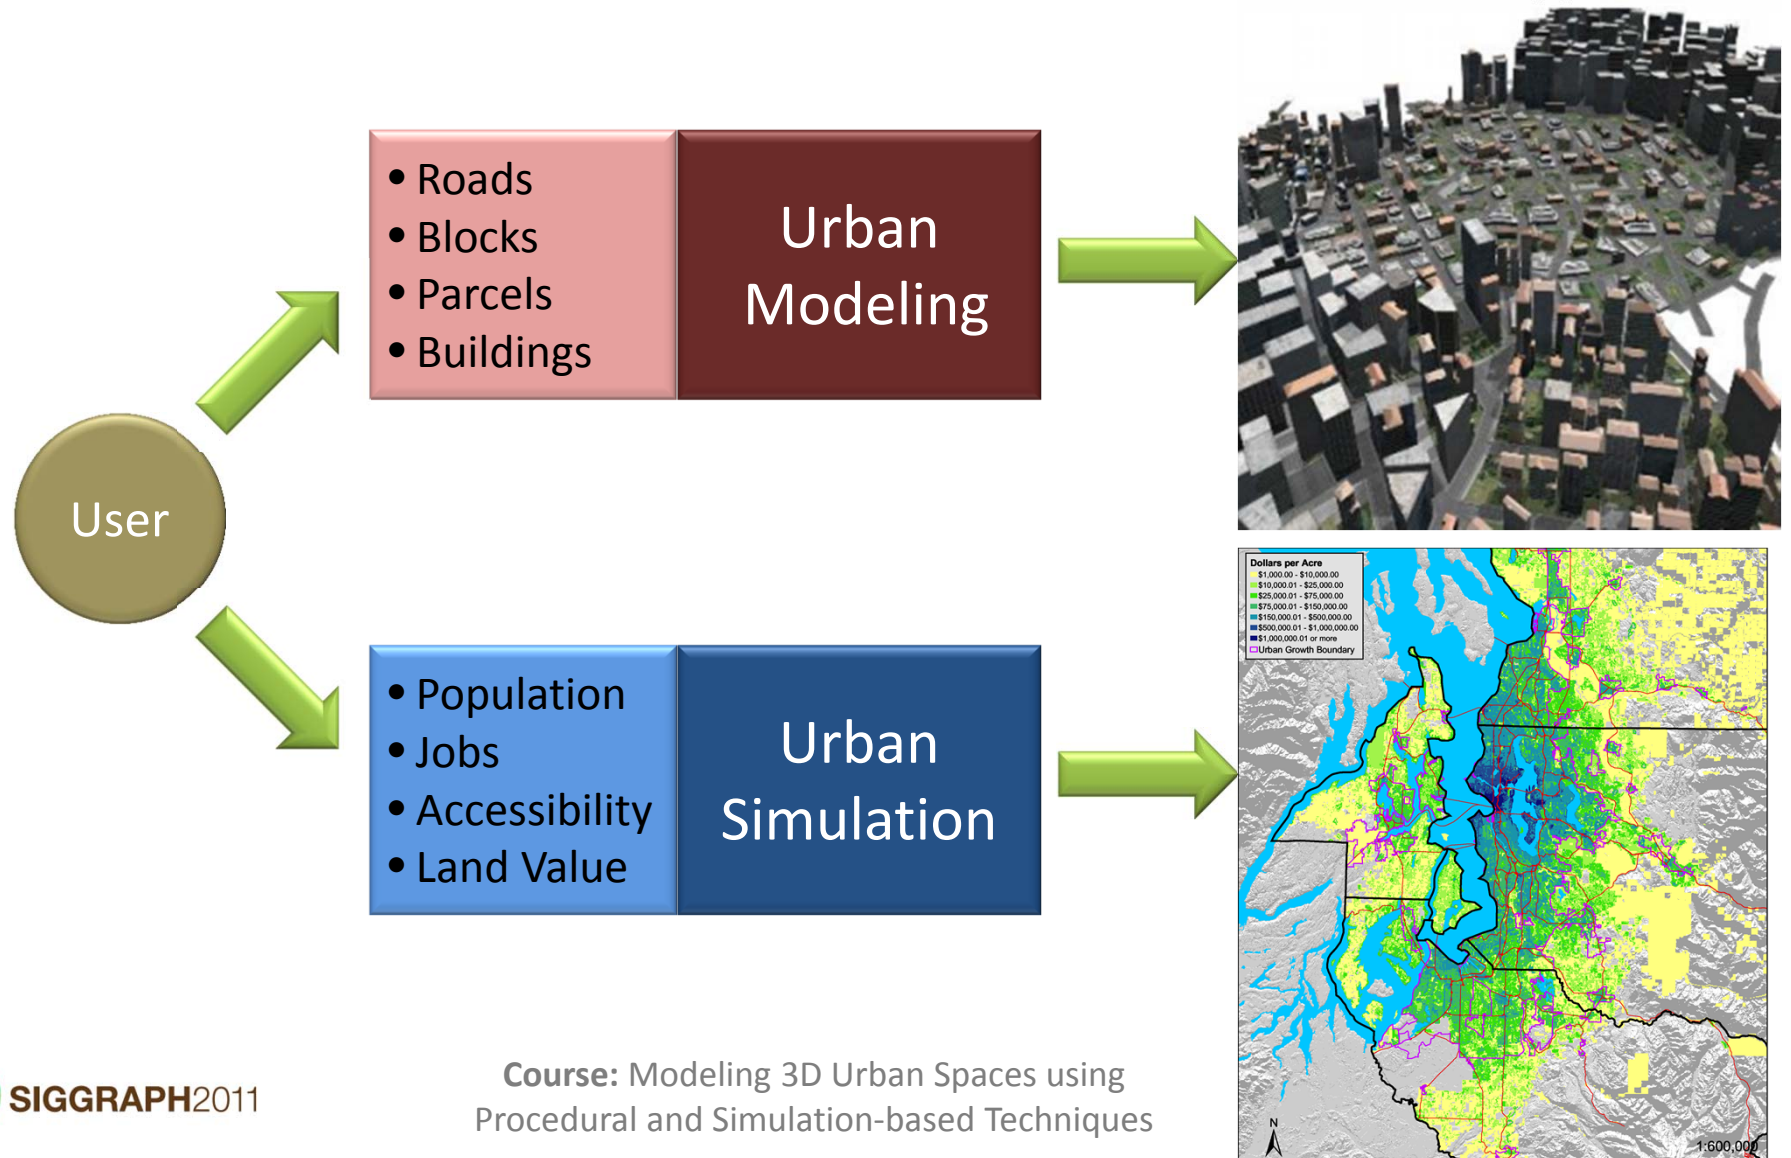 • Roads
• Blocks
• Parcels
• Buildings
Urban
Modeling
User
• Population
• Jobs
• Accessibility
• Land Value
Urban
Simulation
Dollars per Acre
$1,000.00 - $10,000.00
$10,000.01 - $25,000.00
$25,000.01 - $75,000.00
$75,000.01 - $150,000.00
$150,000.01 - $500,000.00
$500,000.01 - $1,000,000.00
$1,000,000.01 or more
Urban Growth Boundary
N
1:600,000
SIGGRAPH2011
Course: Modeling 3D Urban Spaces using
Procedural and Simulation-based Techniques